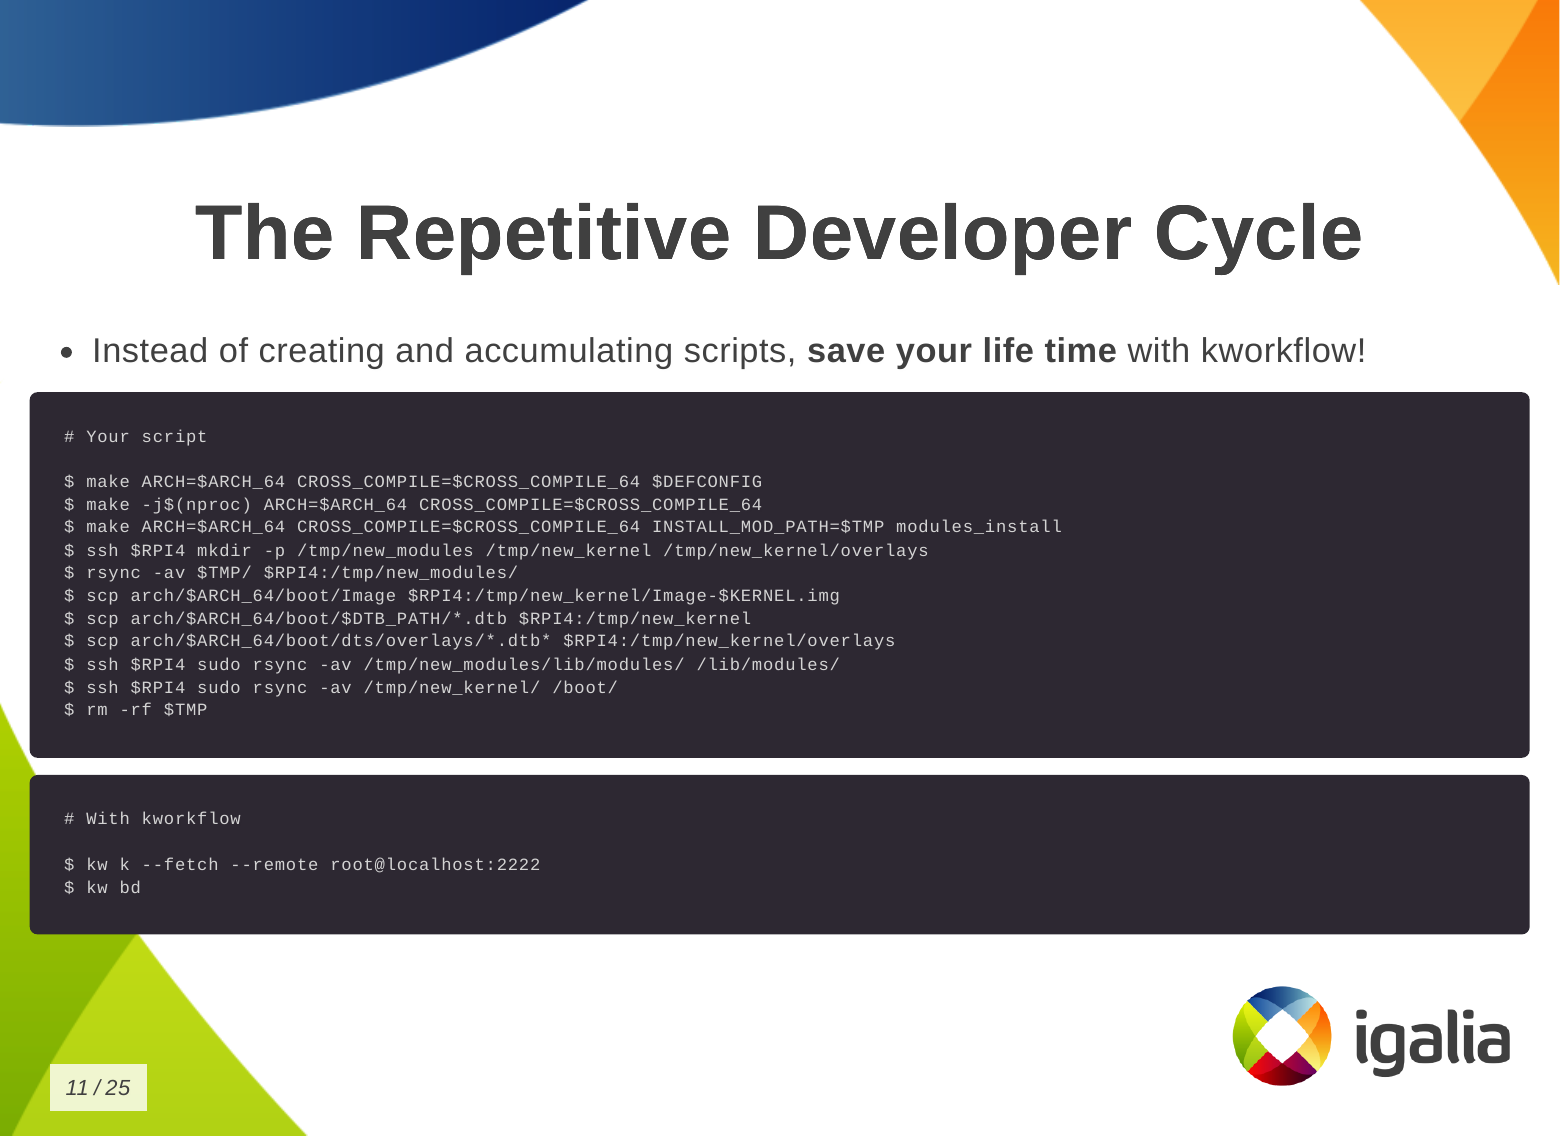 The Repetitive Developer Cycle
• Instead of creating and accumulating scripts, save your life time with kworkflow!
# Your script
$ make ARCH=$ARCH_64 CROSS_COMPILE=$CROSS_COMPILE_64 $DEFCONFIG
$ make -j$(nproc) ARCH=$ARCH_64 CROSS_COMPILE=$CROSS_COMPILE_64
$ make ARCH=$ARCH_64 CROSS_COMPILE=$CROSS_COMPILE_64 INSTALL_MOD_PATH=$TMP modules_install
$ ssh $RPI4 mkdir -p /tmp/new_modules /tmp/new_kernel /tmp/new_kernel/overlays
$ rsync -av $TMP/ $RPI4:/tmp/new_modules/
$ scp arch/$ARCH_64/boot/Image $RPI4:/tmp/new_kernel/Image-$KERNEL.img
$ scp arch/$ARCH_64/boot/$DTB_PATH/*.dtb $RPI4:/tmp/new_kernel
$ scp arch/$ARCH_64/boot/dts/overlays/*.dtb* $RPI4:/tmp/new_kernel/overlays
$ ssh $RPI4 sudo rsync -av /tmp/new_modules/lib/modules/ /lib/modules/
$ ssh $RPI4 sudo rsync -av /tmp/new_kernel/ /boot/
$ rm -rf $TMP
# With kworkflow
$ kw k --fetch --remote root@localhost:2222
$ kw bd
igalia
11 / 25